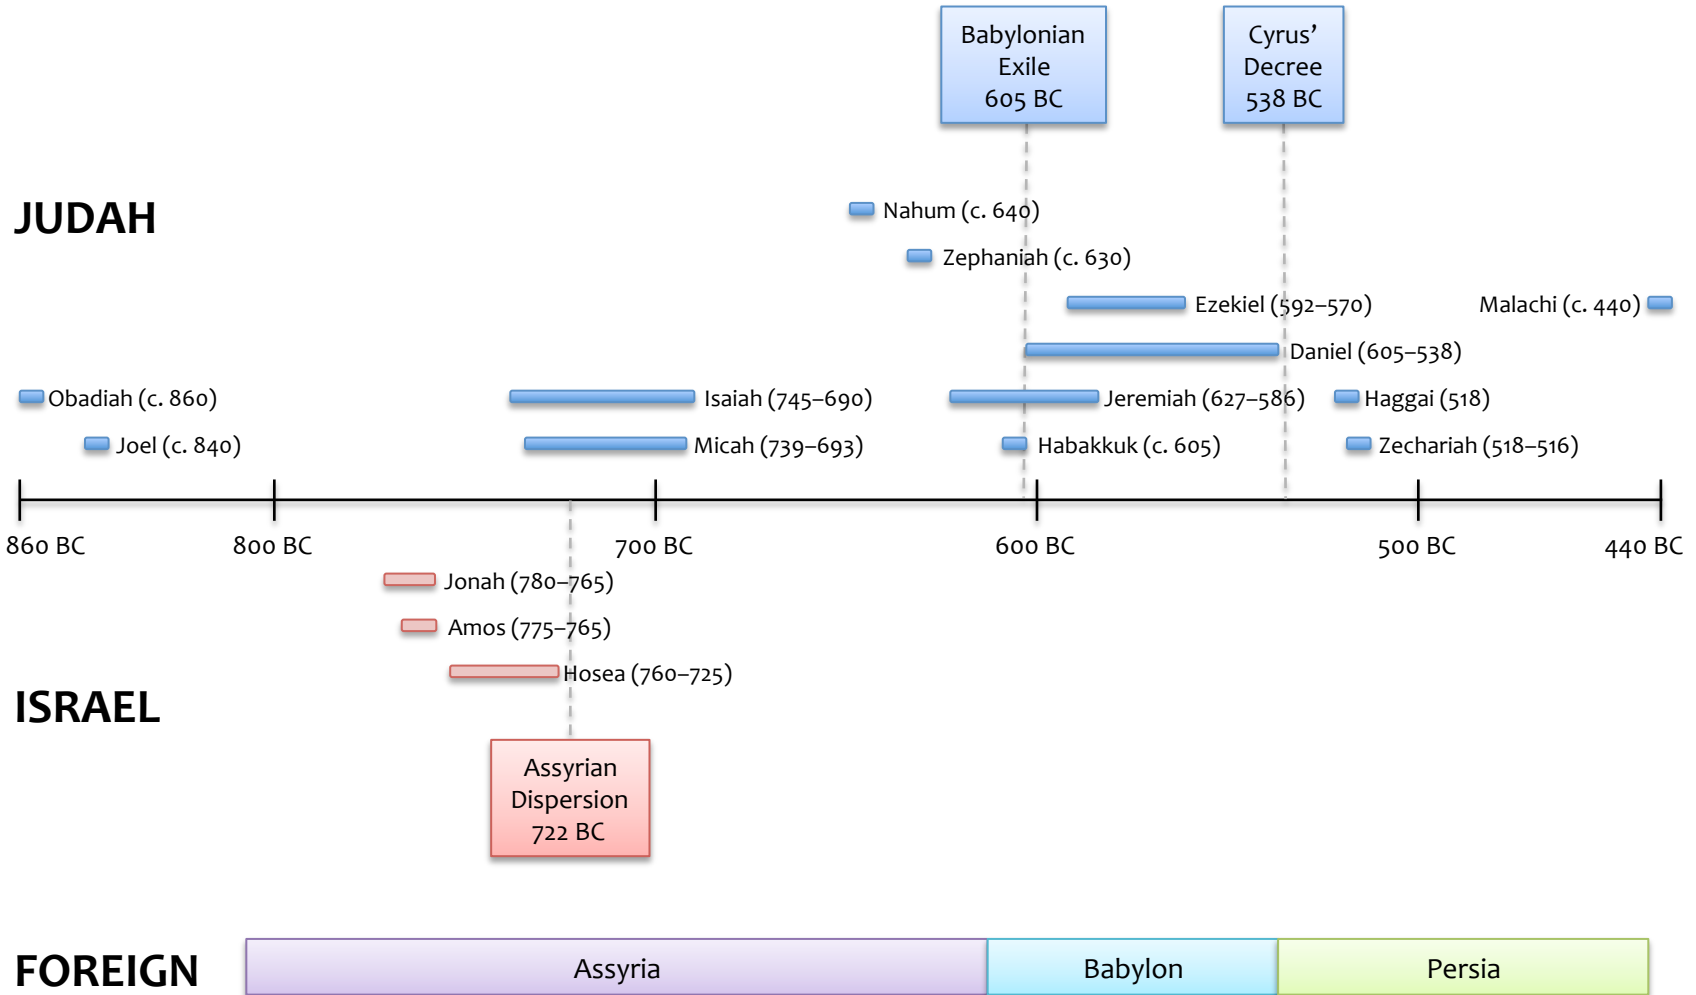 Babylonian
Exile
605 BC
Cyrus’
Decree
538 BC
JUDAH
Nahum (c. 640)
Zephaniah (c. 630)
Ezekiel (592–570)
Malachi (c. 440)
Daniel (605–538)
Obadiah (c. 860)
Isaiah (745–690)
Jeremiah (627–586)
Haggai (518)
Joel (c. 840)
Micah (739–693)
Habakkuk (c. 605)
Zechariah (518–516)
860 BC
800 BC
700 BC
600 BC
500 BC
440 BC
Jonah (780–765)
Amos (775–765)
Hosea (760–725)
ISRAEL
Assyrian
Dispersion
722 BC
FOREIGN
Assyria
Babylon
Persia